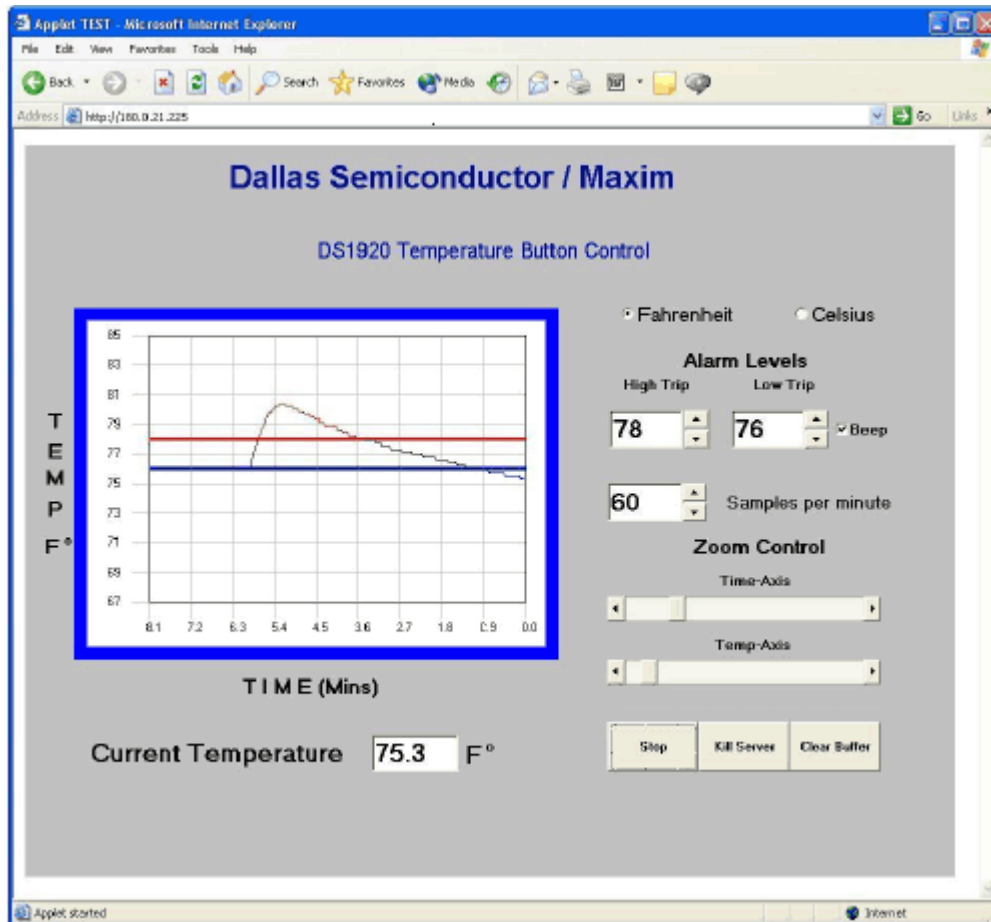 Applet TEST - Microsoft Internet Explorer
File Edit View Favorites Tools Help
Back Search Favorites Media
Address http://180.0.21.225 Go Links
Dallas Semiconductor / Maxim
DS1920 Temperature Button Control
Fahrenheit Celsius
Alarm Levels
High Trip Low Trip
78 76 Beep
60 Samples per minute
Zoom Control
Time-Axis
Temp-Axis
Stop Kill Server Clear Buffer
TEMP F°
85
83
81
79
77
75
73
71
69
67
8.1 7.2 6.3 5.4 4.5 3.6 2.7 1.8 0.9 0.0
TIME (Mins)
Current Temperature 75.3 F°
Applet started Internet